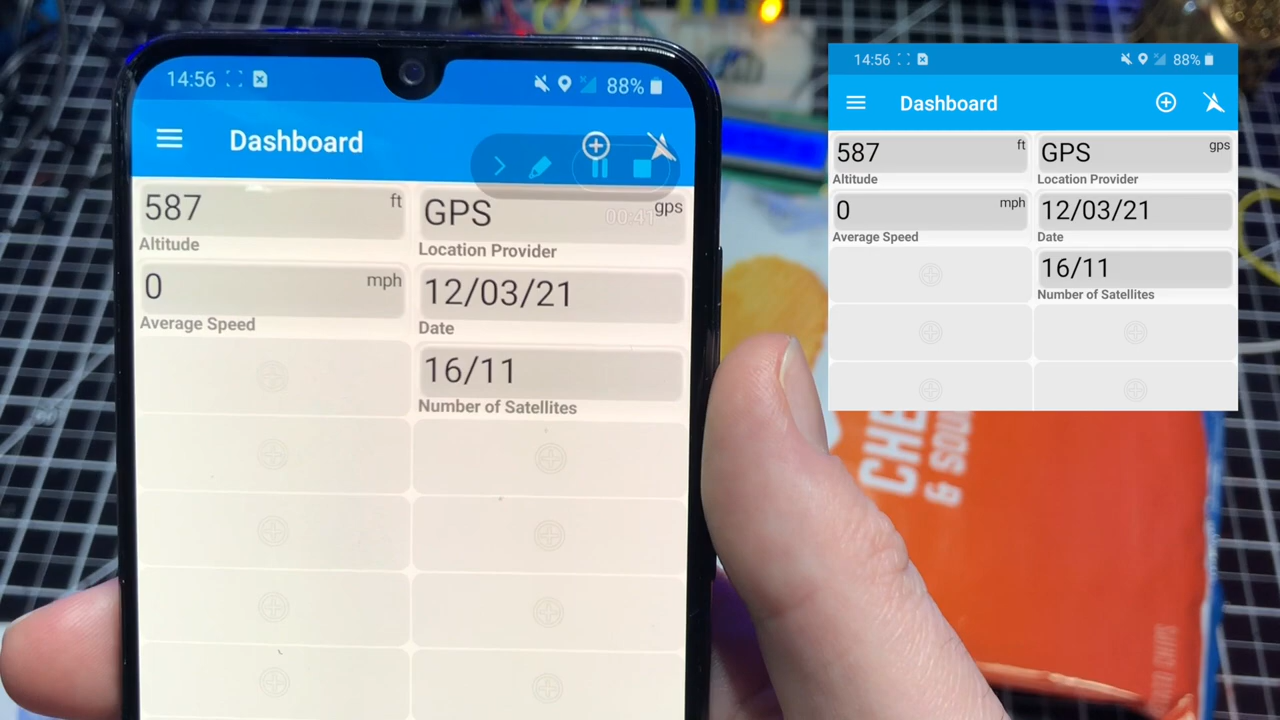 14:56 88%
Dashboard
587 ft
Altitude
GPS gps
Location Provider
00:41
0 mph
Average Speed
12/03/21
Date
16/11
Number of Satellites
14:56 88%
Dashboard
587 ft
Altitude
GPS gps
Location Provider
0 mph
Average Speed
12/03/21
Date
16/11
Number of Satellites
& SOU
CHIPS